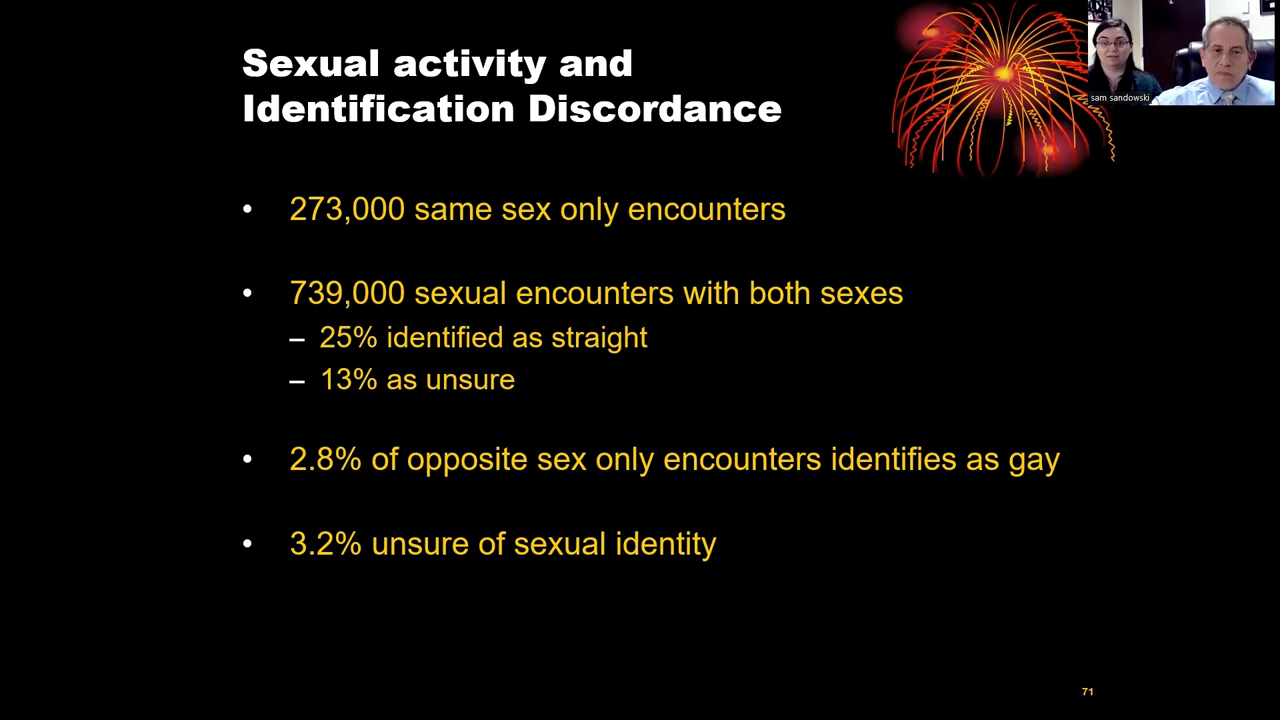 Sexual activity and
Identification Discordance
sam sandowski
• 273,000 same sex only encounters
• 739,000 sexual encounters with both sexes
– 25% identified as straight
– 13% as unsure
• 2.8% of opposite sex only encounters identifies as gay
• 3.2% unsure of sexual identity
71